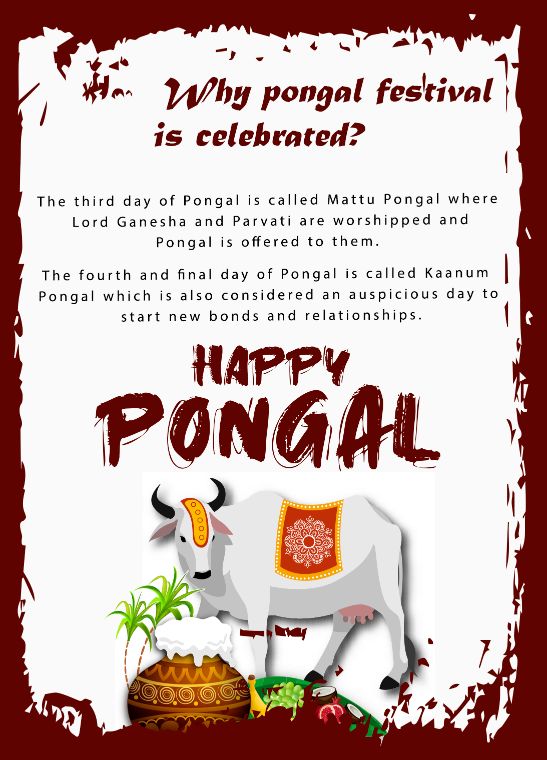 Why pongal festival
is celebrated?
The third day of Pongal is called Mattu Pongal where
Lord Ganesha and Parvati are worshipped and
Pongal is offered to them.
The fourth and final day of Pongal is called Kaanum
Pongal which is also considered an auspicious day to
start new bonds and relationships.
HAPPY
PONGAL